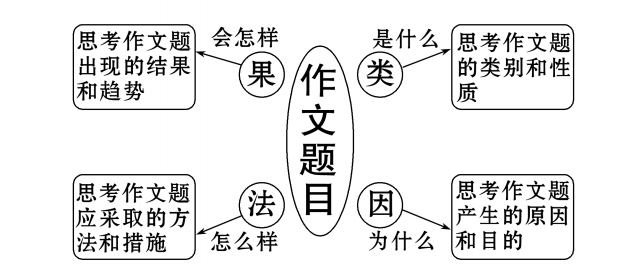 思考作文题
出现的结果
和趋势
会怎样
果
作文题目
类
是什么
思考作文题
的类别和性
质
思考作文题
应采取的方
法和措施
怎么样
法
因
为什么
思考作文题
产生的原因
和目的